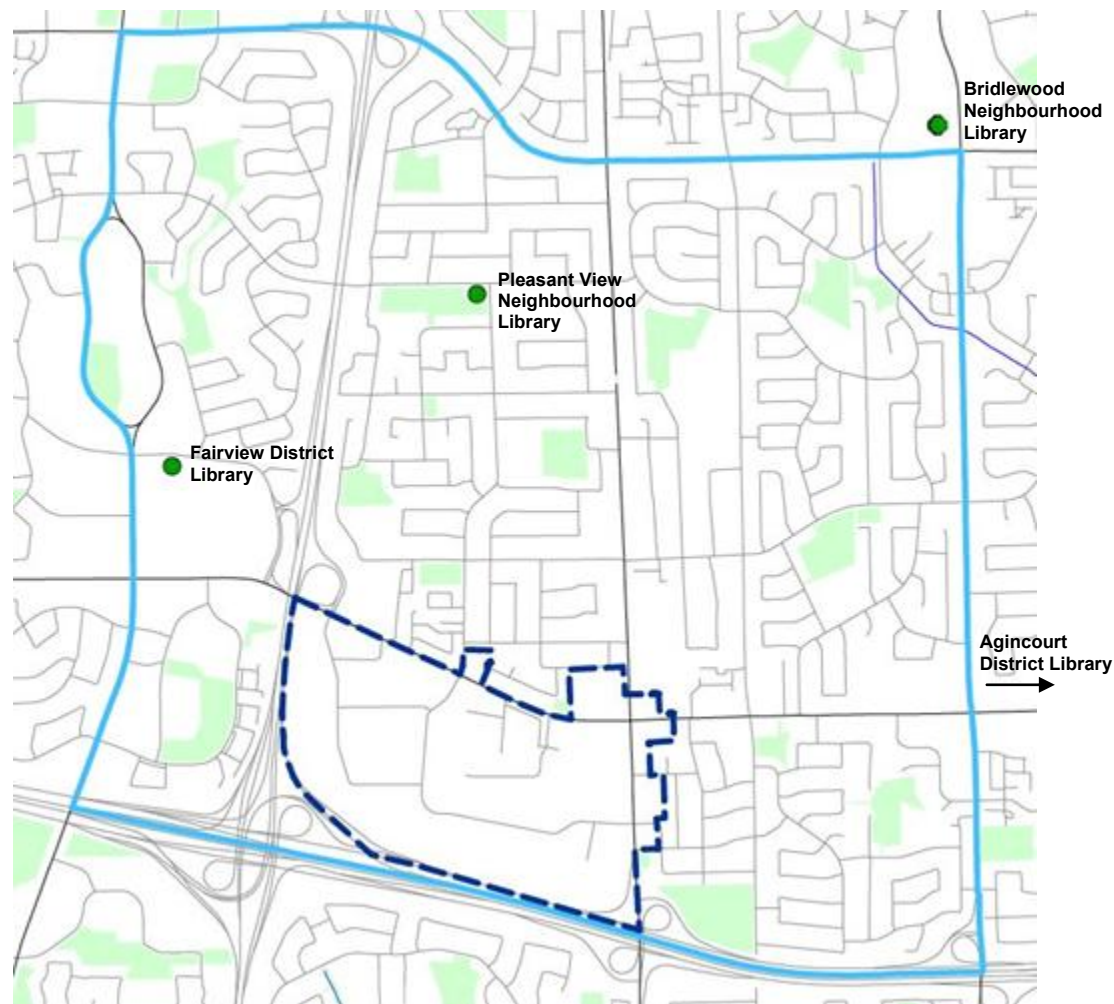 Bridlewood
Neighbourhood
Library
Pleasant View
Neighbourhood
Library
Fairview District
Library
Agincourt
District Library